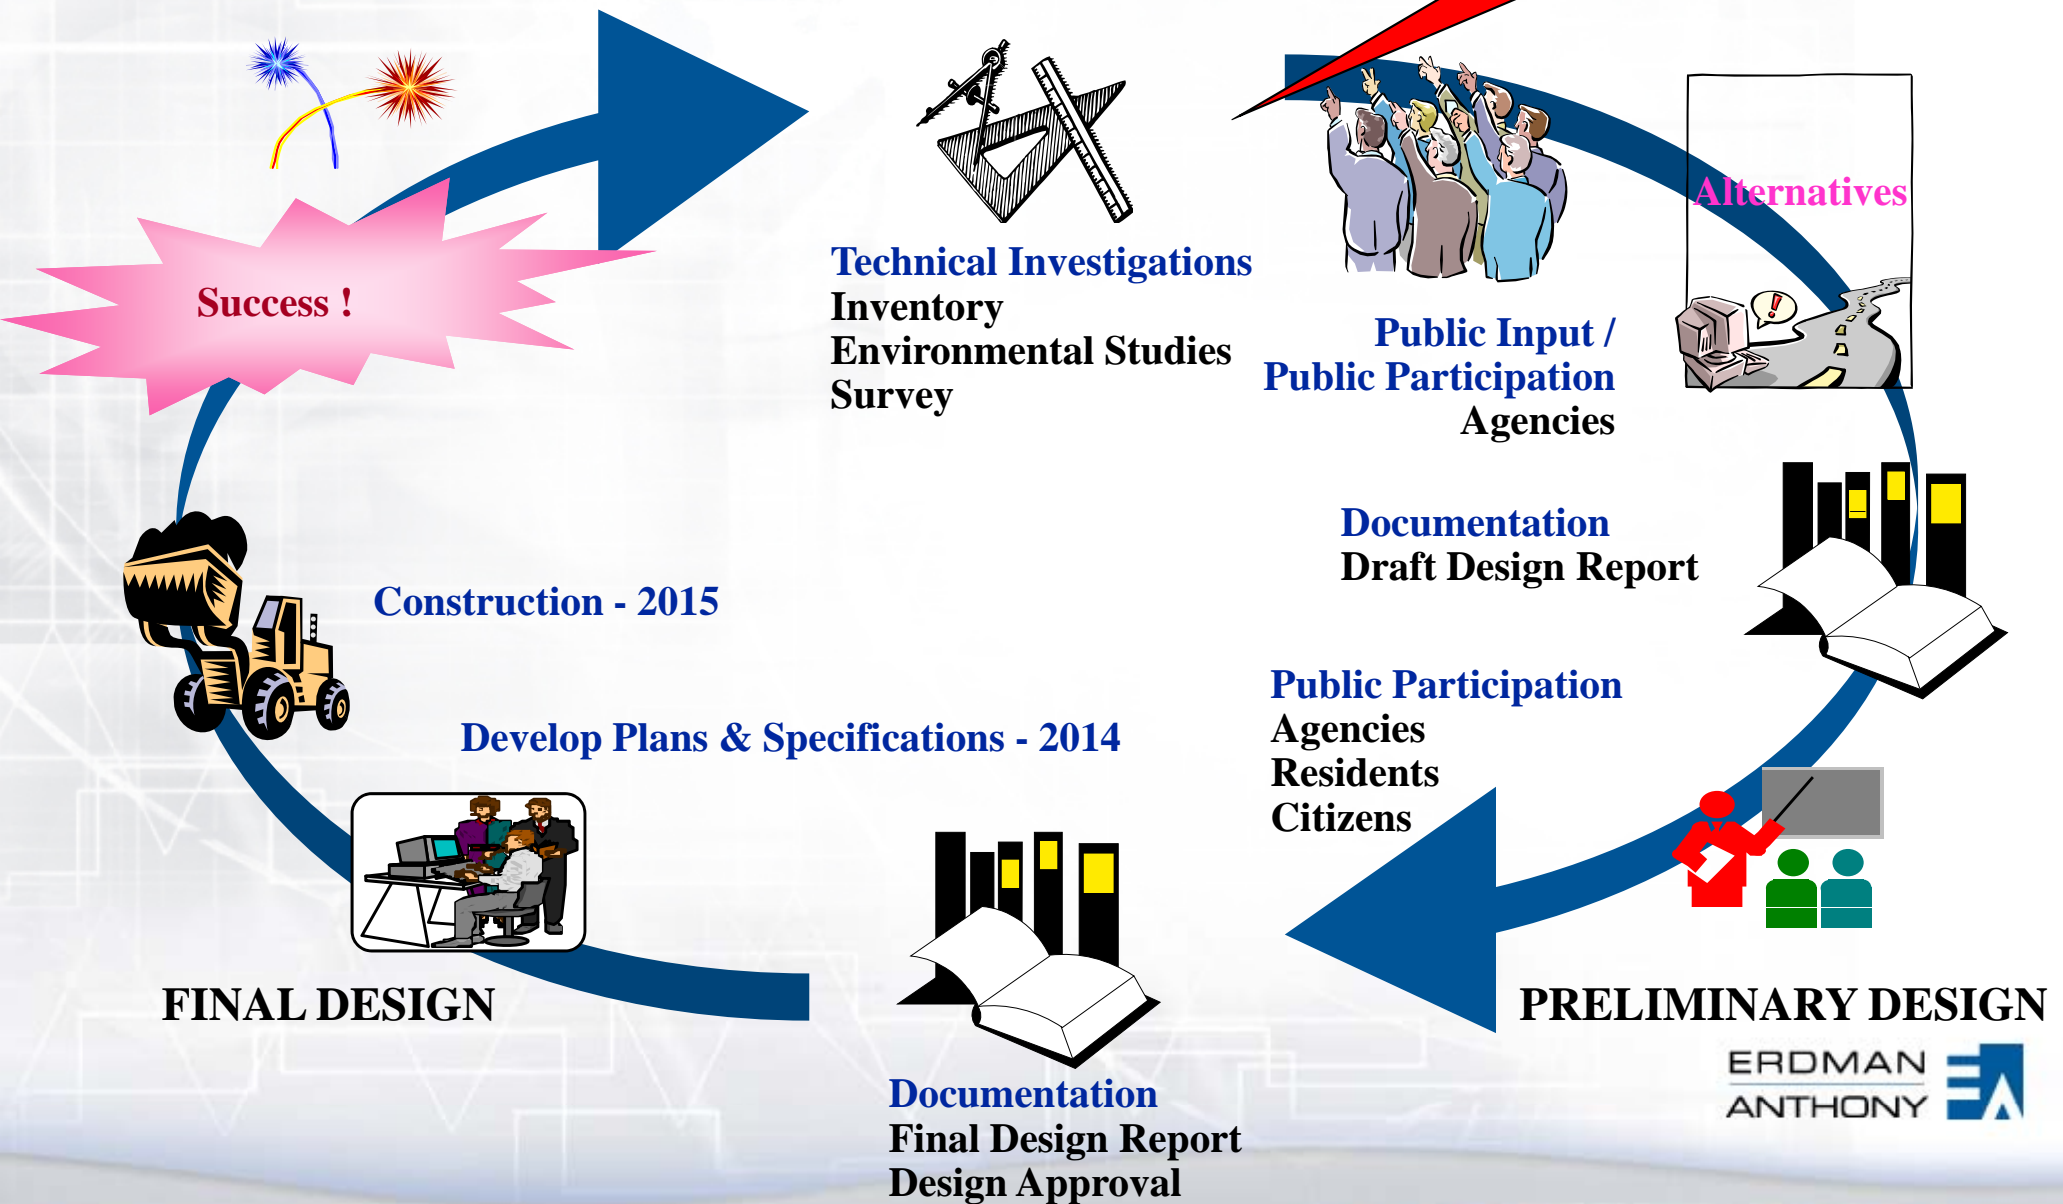 Technical Investigations
Inventory
Environmental Studies
Survey
Public Input /
Public Participation
Agencies
Alternatives
Documentation
Draft Design Report
Public Participation
Agencies
Residents
Citizens
PRELIMINARY DESIGN
Documentation
Final Design Report
Design Approval
FINAL DESIGN
Develop Plans & Specifications - 2014
Construction - 2015
Success !
ERDMAN
ANTHONY
EA